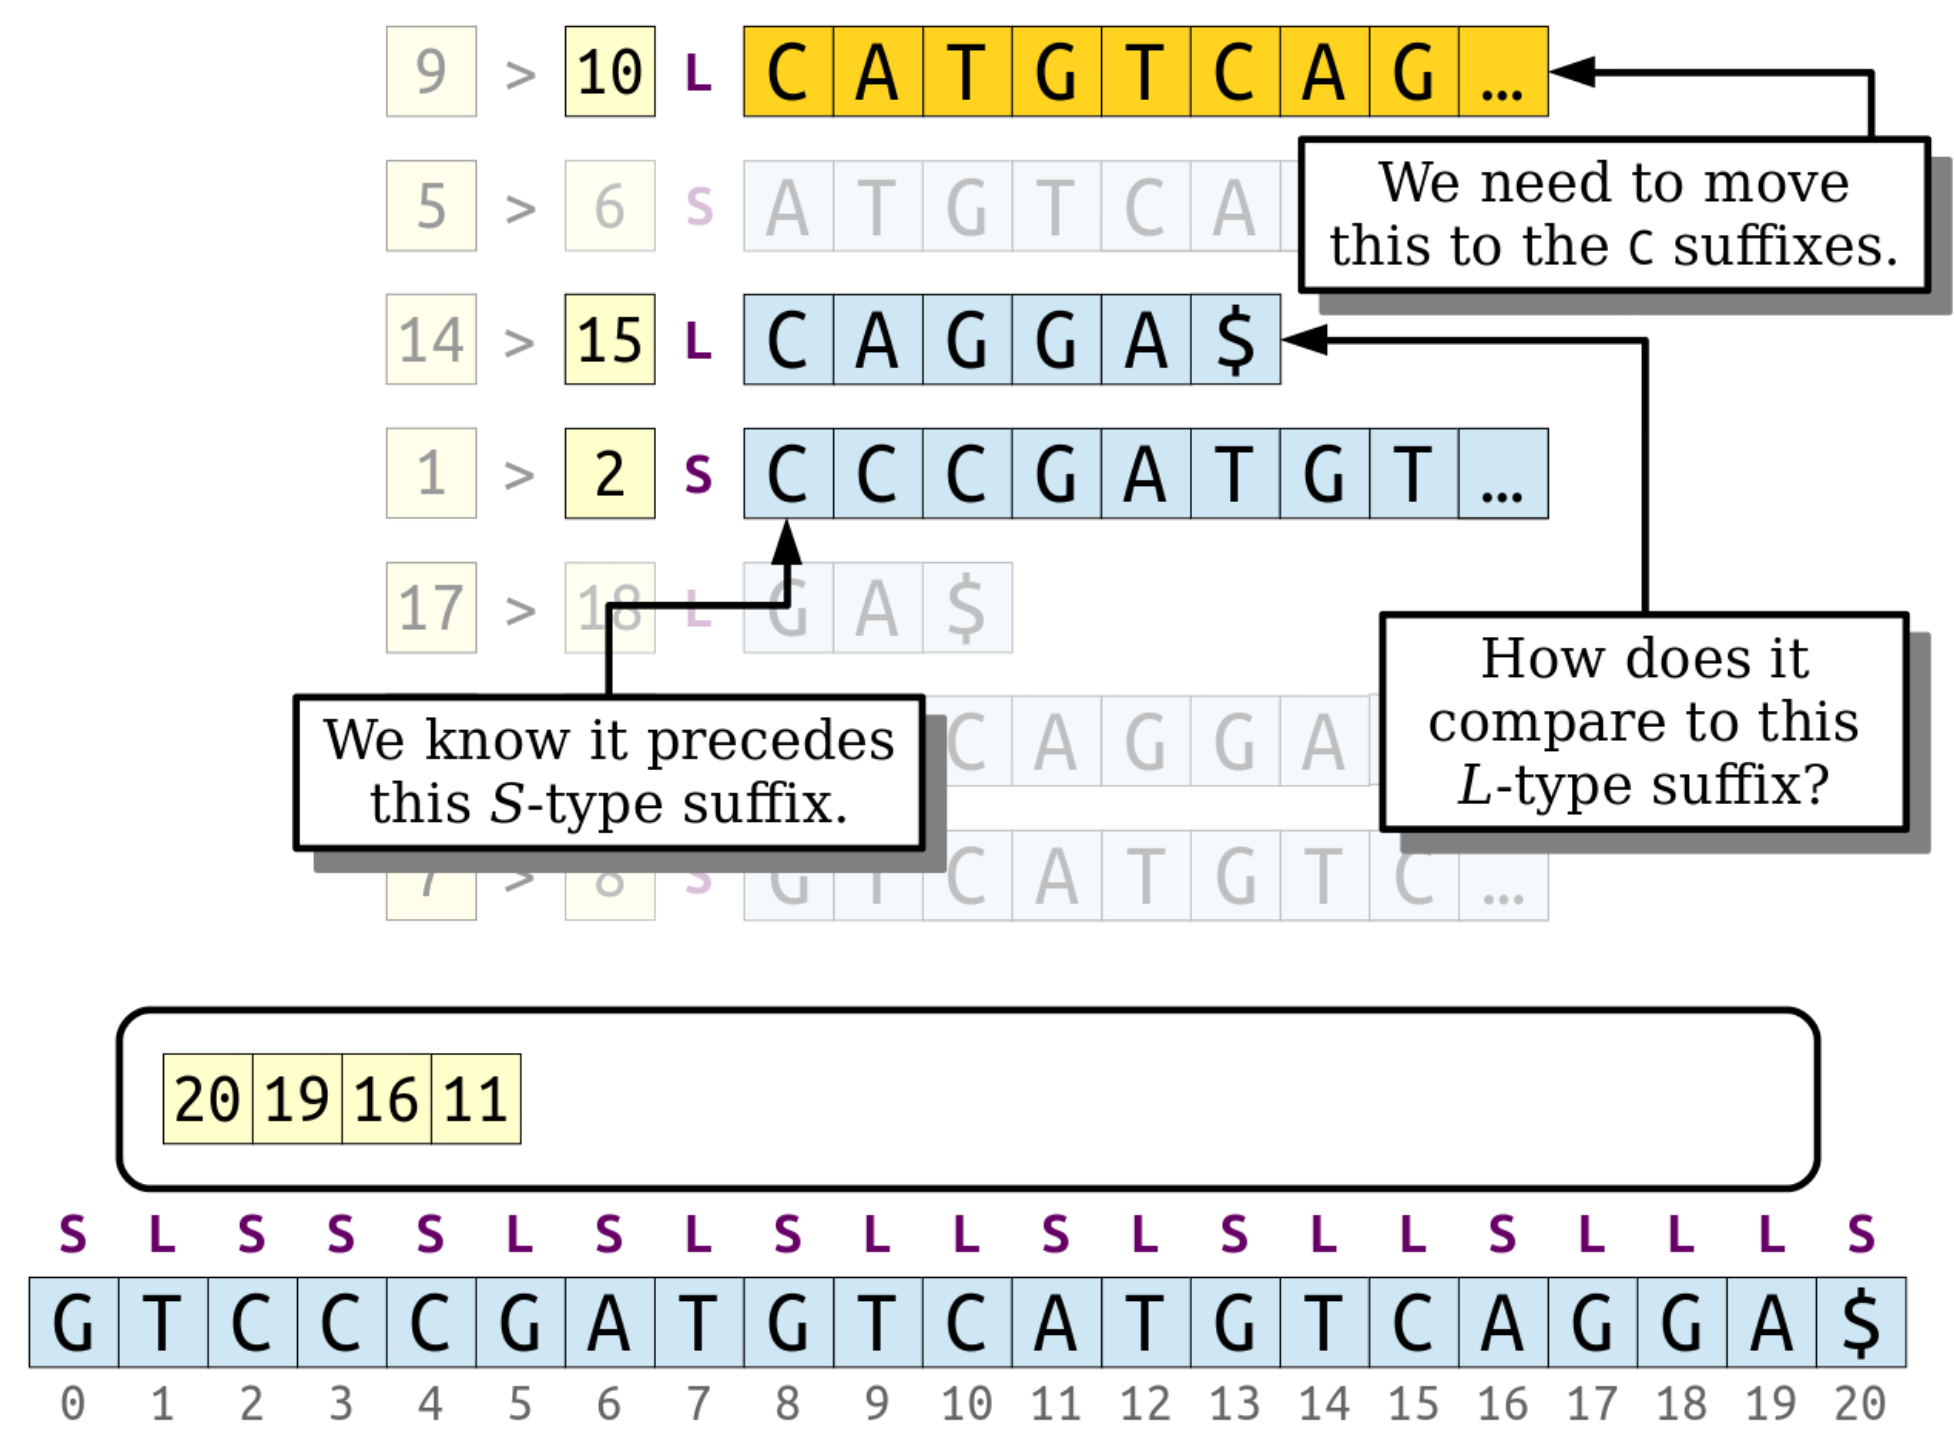 9 > 10 L C A T G T C A G ...
We need to move
this to the C suffixes.
5 > 6 S A T G T C A
14 > 15 L C A G G A $
1 > 2 S C C C G A T G T ...
17 > 18 L G A $
How does it
compare to this
L-type suffix?
We know it precedes
this S-type suffix.
C A G G A
7 > 8 S G T C A T G T C ...
20 19 16 11
S L S S S L S L S L L S L S L L S L L L S
G T C C C G A T G T C A T G T C A G G A $
0 1 2 3 4 5 6 7 8 9 10 11 12 13 14 15 16 17 18 19 20